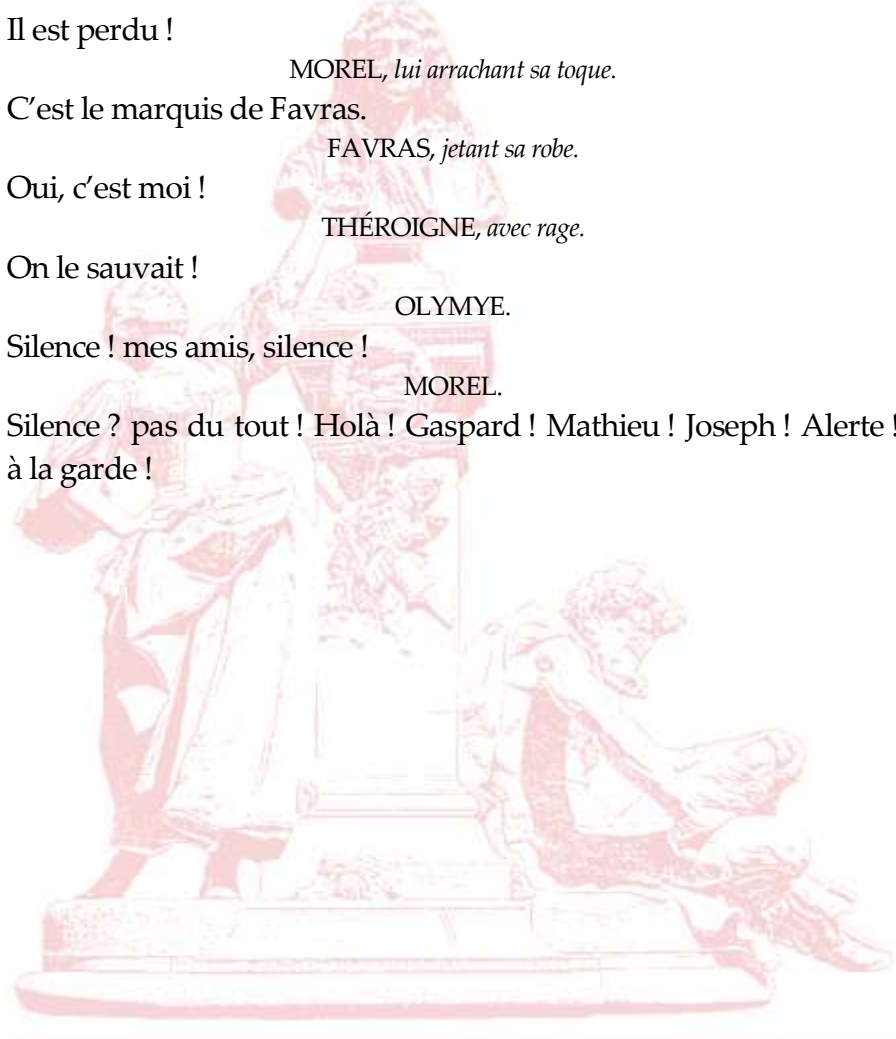 Il est perdu !
MOREL, lui arrachant sa toque.
C’est le marquis de Favras.
FAVRAS, jetant sa robe.
Oui, c’est moi !
THÉROIGNE, avec rage.
On le sauvait !
OLYMYE.
Silence ! mes amis, silence !
MOREL.
Silence ? pas du tout ! Holà ! Gaspard ! Mathieu ! Joseph ! Alerte !
à la garde !